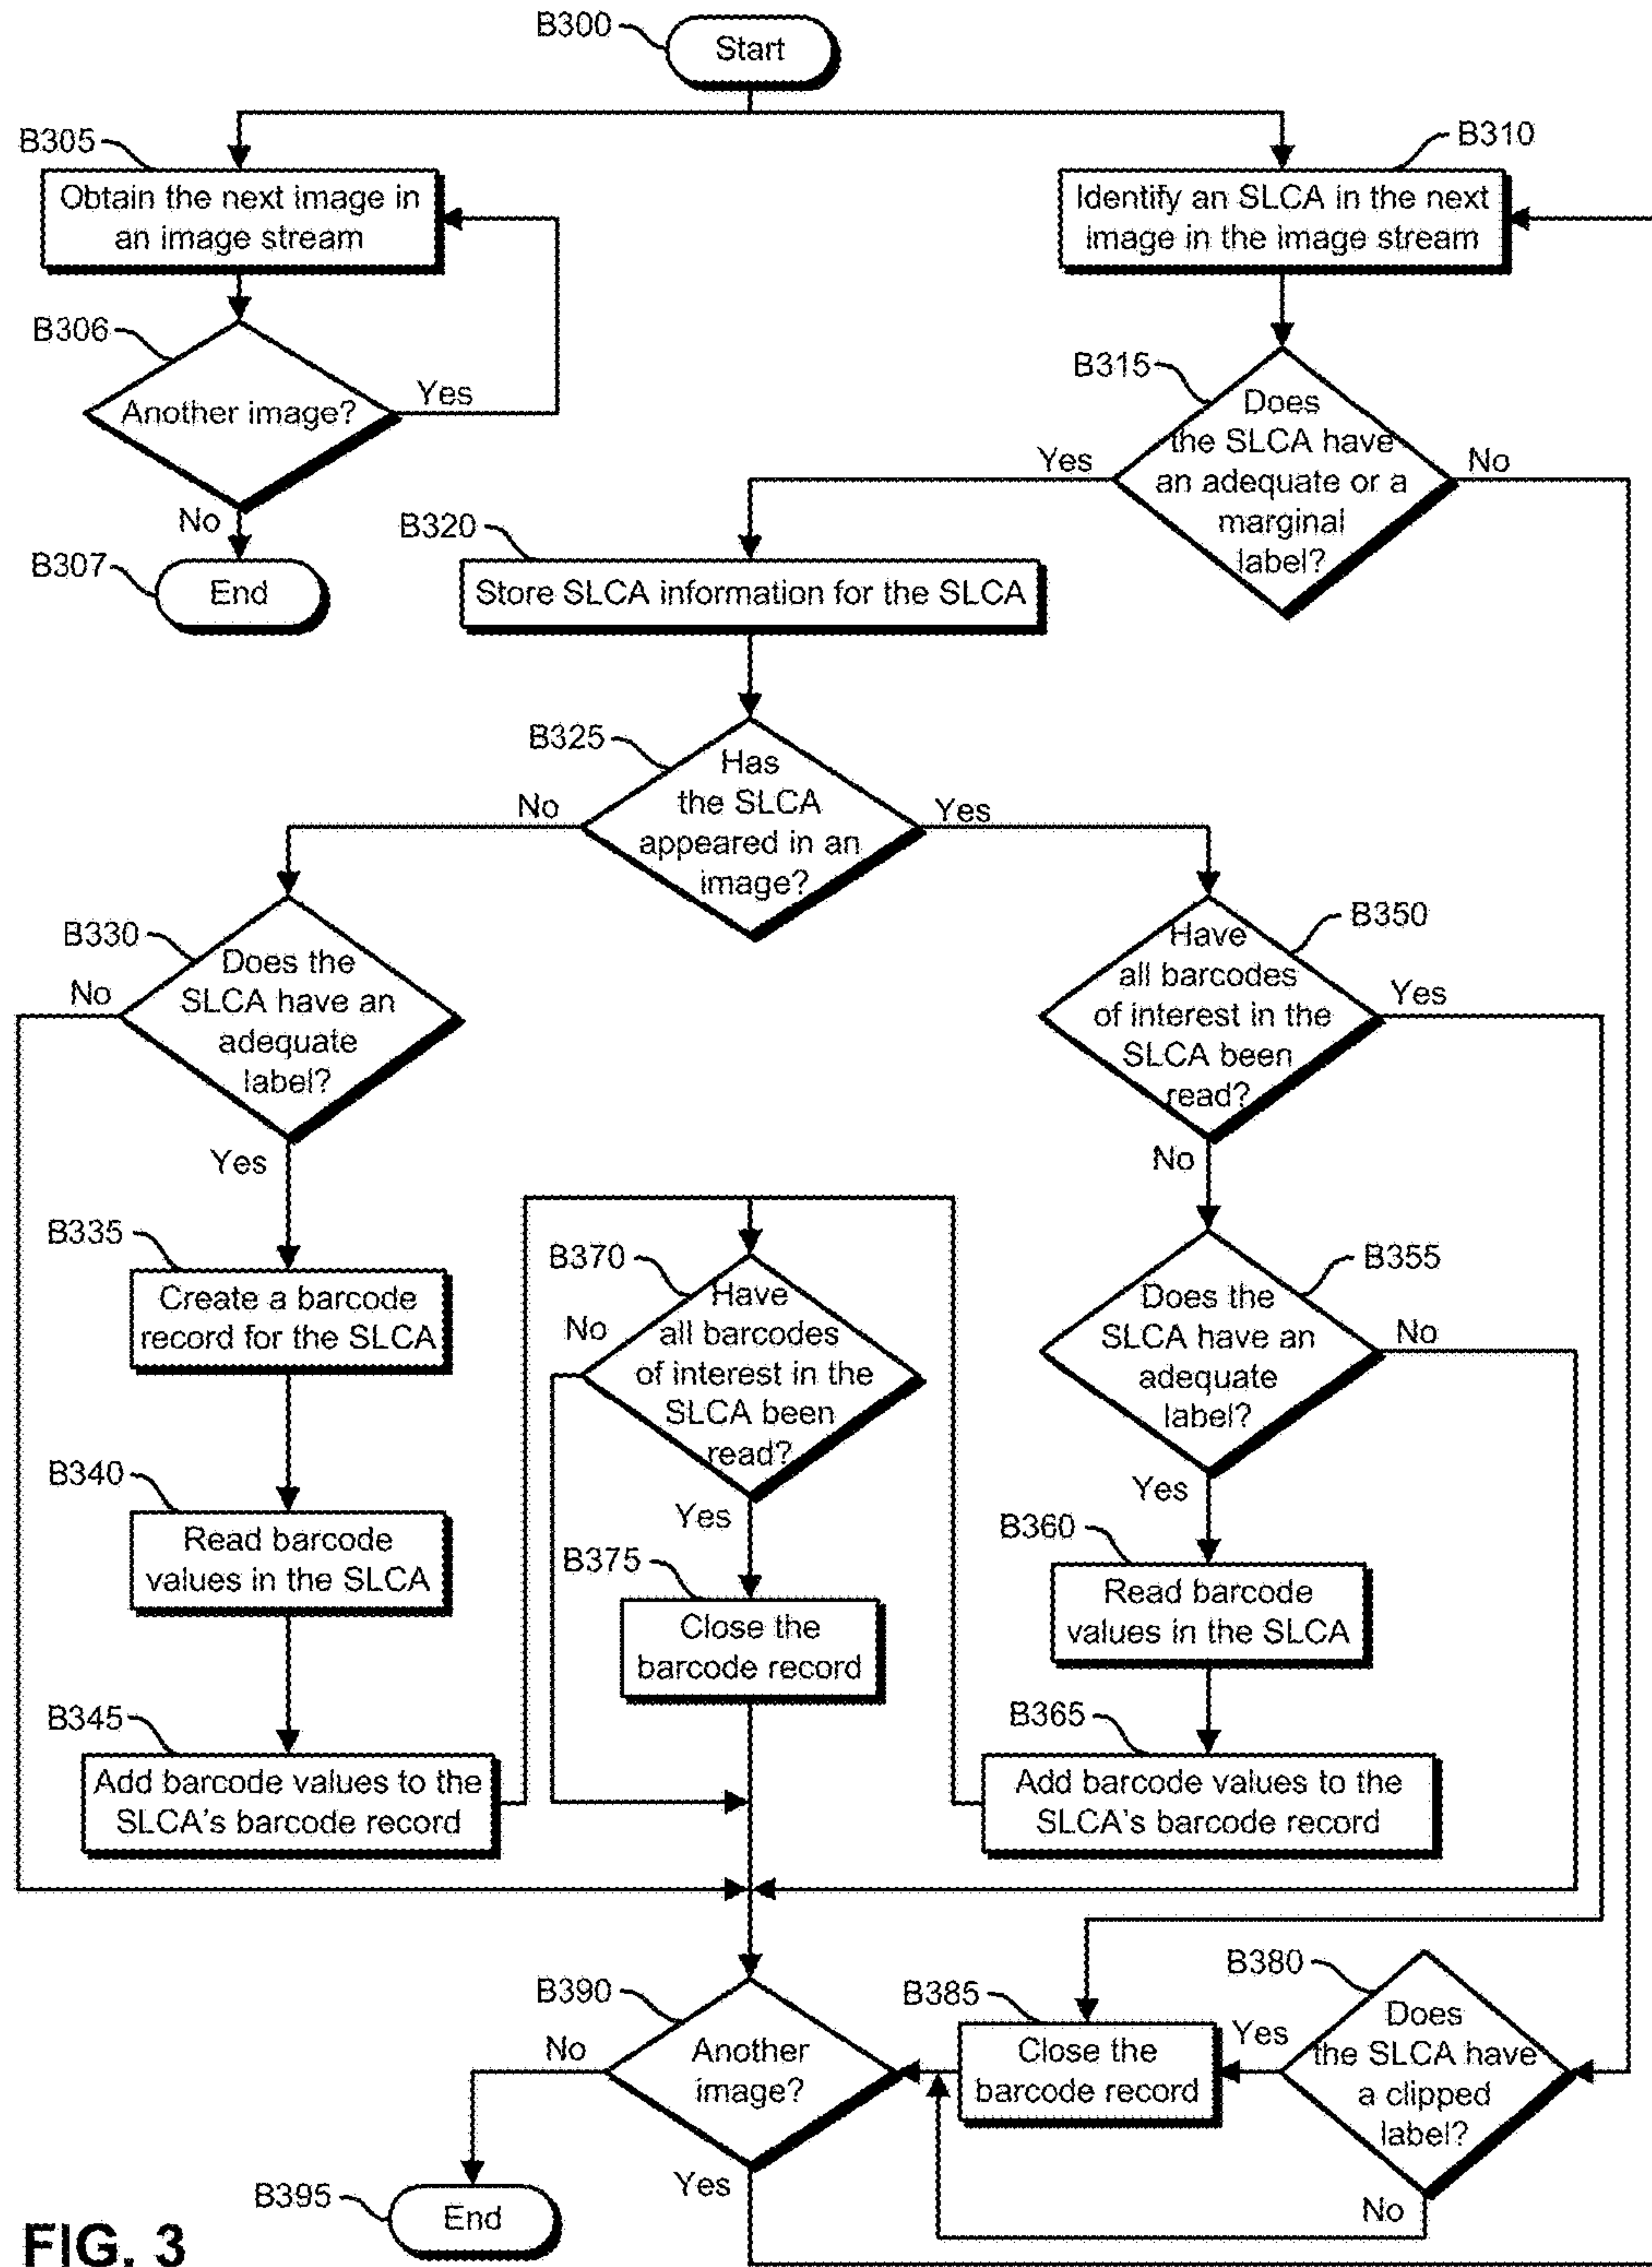 B300
Start
B305
Obtain the next image in
an image stream
B310
Identify an SLCA in the next
image in the image stream
B306
Another image?
Yes
No
B307
End
B315
Does
the SLCA have
an adequate or a
marginal
label?
Yes
No
B320
Store SLCA information for the SLCA
B325
Has
the SLCA
appeared in an
image?
No
Yes
B330
Does the
SLCA have an
adequate
label?
No
Yes
B350
Have
all barcodes
of interest in the
SLCA been
read?
Yes
No
B335
Create a barcode
record for the SLCA
B370
Have
all barcodes
of interest in the
SLCA been
read?
No
Yes
B355
Does the
SLCA have an
adequate
label?
No
Yes
B340
Read barcode
values in the SLCA
B375
Close the
barcode record
B360
Read barcode
values in the SLCA
B345
Add barcode values to the
SLCA's barcode record
B365
Add barcode values to the
SLCA's barcode record
B390
Another
image?
No
Yes
B385
Close the
barcode record
B380
Does
the SLCA have
a clipped
label?
Yes
No
B395
End
FIG. 3